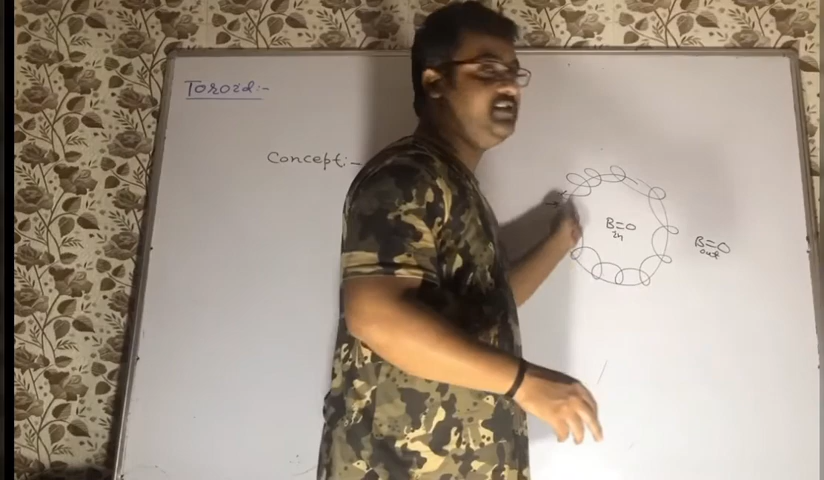 Toroid:-
Concept:-
B=0
in
B=0
out